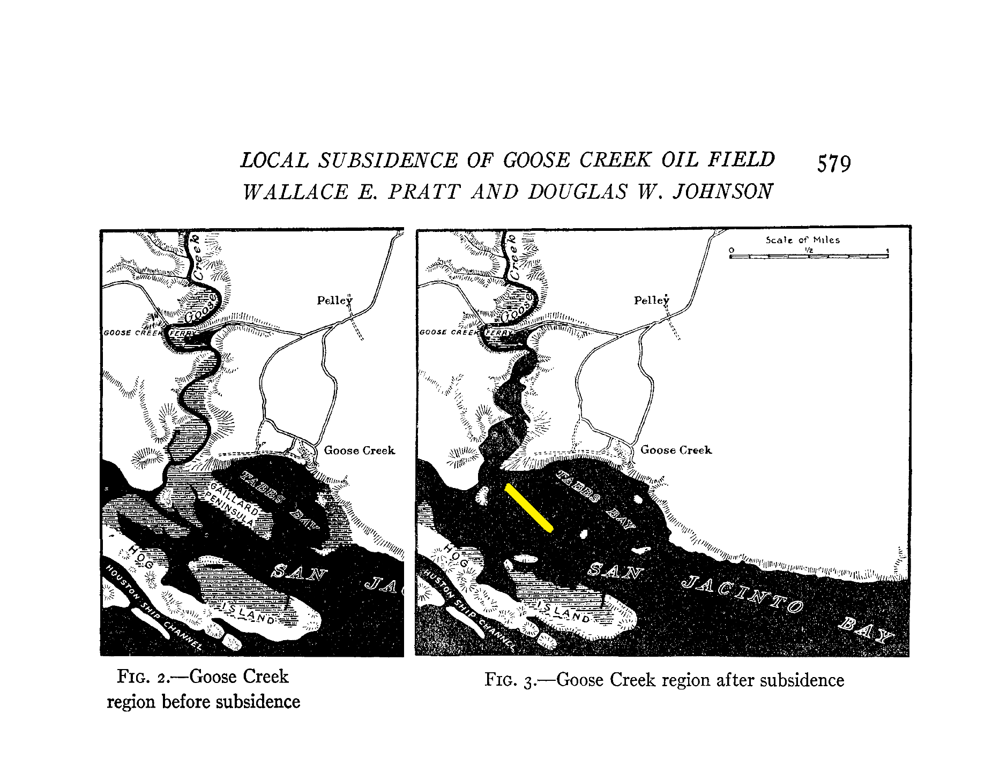 LOCAL SUBSIDENCE OF GOOSE CREEK OIL FIELD 579
WALLACE E. PRATT AND DOUGLAS W. JOHNSON
Creek
Goose
Pelley
GOOSE CREEK FERRY
Goose Creek
TABBS BAY
GAILLARD
PENINSULA
HOG
ISLAND
HOUSTON SHIP CHANNEL
SAN JAC
FIG. 2.—Goose Creek
region before subsidence
Scale of Miles
0 1/2 1
Creek
Goose
Pelley
GOOSE CREEK FERRY
Goose Creek
TABBS BAY
HOG
ISLAND
HUSTON SHIP CHANNEL
SAN JACINTO BAY
FIG. 3.—Goose Creek region after subsidence